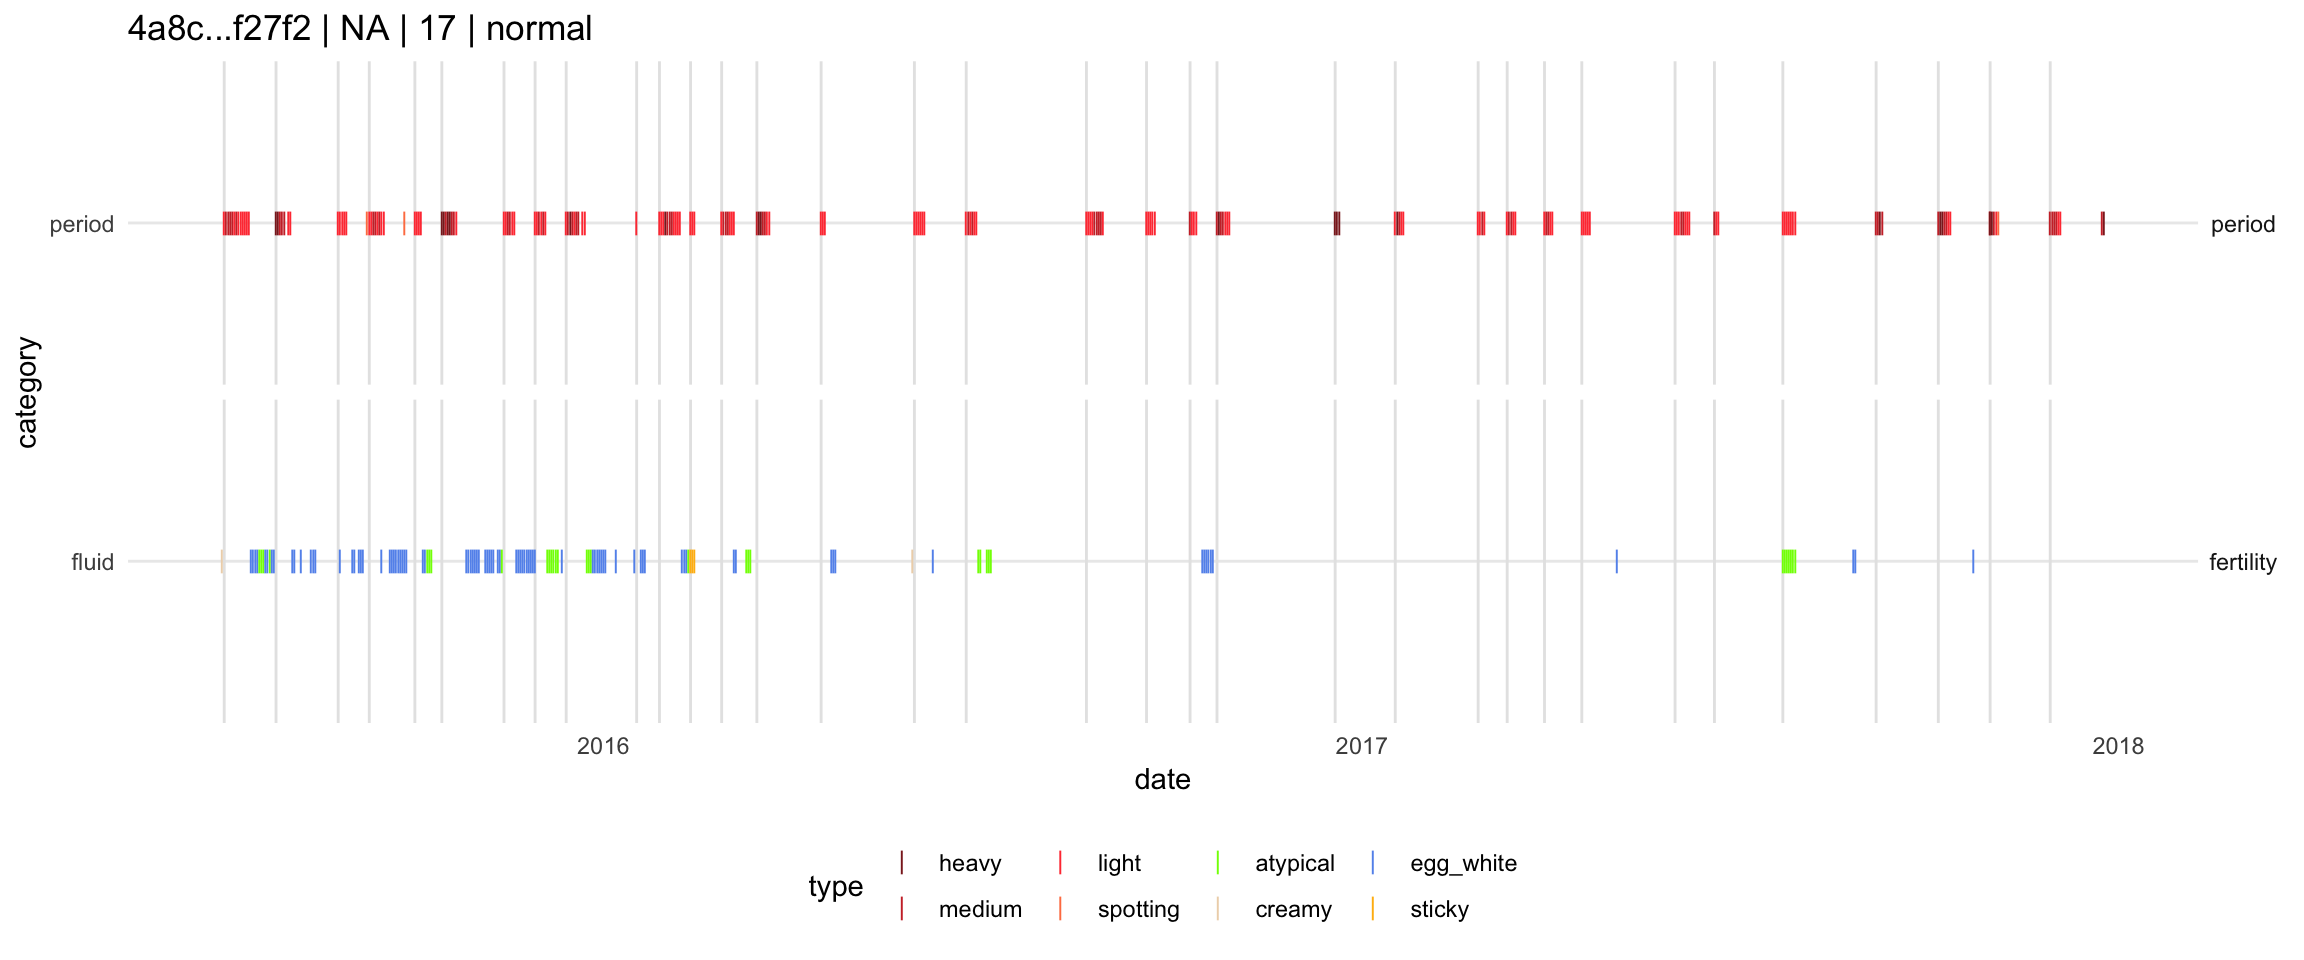 4a8c...f27f2 | NA | 17 | normal
category
period
period
fluid
fertility
2016
2017
2018
date
type
heavy
light
atypical
egg_white
medium
spotting
creamy
sticky